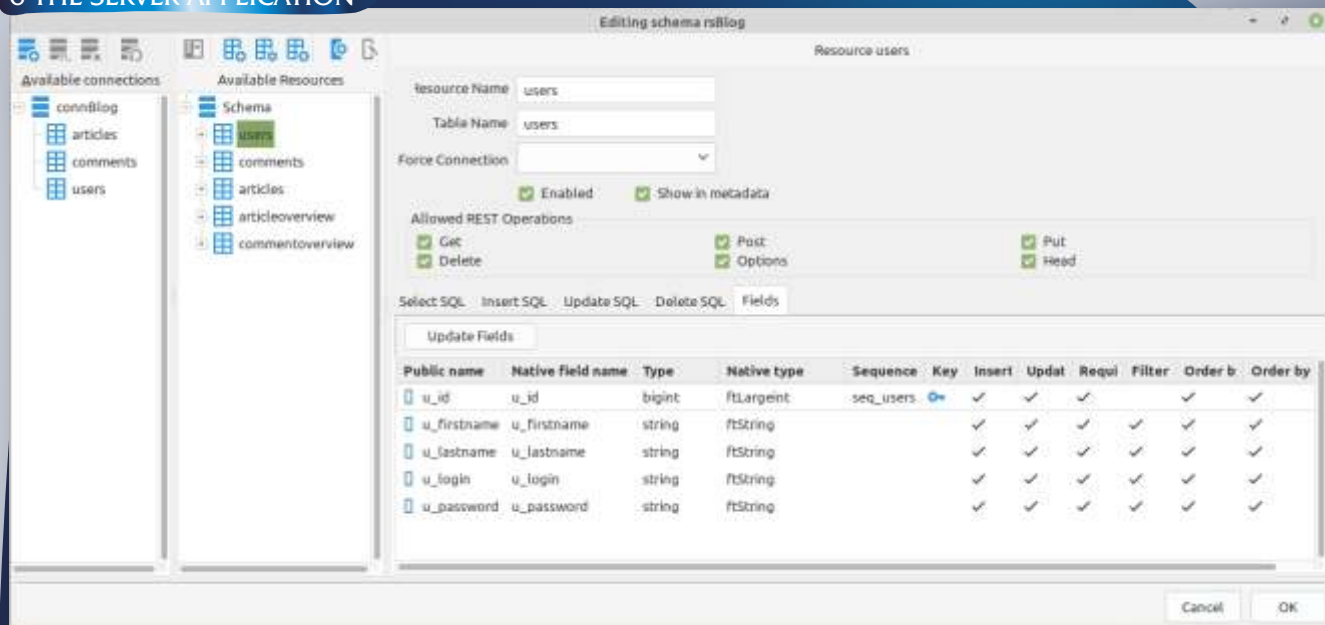 6 THE SERVER APPLICATION
Editing schema rsBlog
Available connections
connBlog
articles
comments
users
Available Resources
Schema
users
comments
articles
articleoverview
commentoverview
Resource users
Resource Name users
Table Name users
Force Connection
Enabled Show in metadata
Allowed REST Operations
Get Post Put
Delete Options Head
Select SQL Insert SQL Update SQL Delete SQL Fields
Update Fields
Public name Native field name Type Native type Sequence Key Insert Updat Requi Filter Order b Order by
u_id u_id bigint ftLargeint seq_users
u_firstname u_firstname string ftString
u_lastname u_lastname string ftString
u_login u_login string ftString
u_password u_password string ftString
Cancel OK